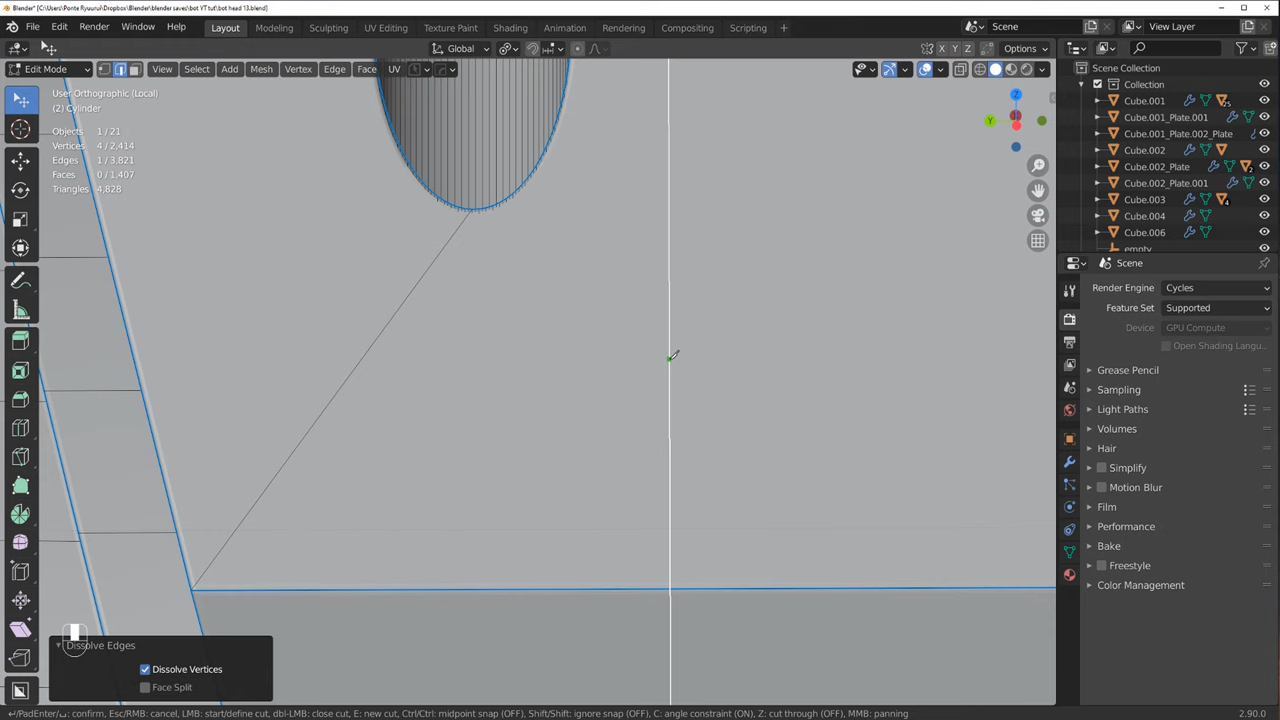 Blender* [C:\Users\Ponte Ryuurui\Dropbox\Blender\blender saves\bot YT tut\bot head 13.blend]
File Edit Render Window Help Layout Modeling Sculpting UV Editing Texture Paint Shading Animation Rendering Compositing Scripting + Scene View Layer
Global X Y Z Options
Edit Mode View Select Add Mesh Vertex Edge Face UV
Scene Collection
Collection
Cube.001 25
Cube.001_Plate.001
Cube.001_Plate.002_Plate
Cube.002
Cube.002_Plate 2
Cube.002_Plate.001
Cube.003 4
Cube.004
Cube.006
empty
User Orthographic (Local)
(2) Cylinder
Objects 1/21
Vertices 4/2,414
Edges 1/3,821
Faces 0/1,407
Triangles 4,828
Z
Y
Scene
Render Engine Cycles
Feature Set Supported
Device GPU Compute
Open Shading Langu...
Grease Pencil
Sampling
Light Paths
Volumes
Hair
Simplify
Motion Blur
Film
Performance
Bake
Freestyle
Color Management
Dissolve Edges
Dissolve Vertices
Face Split
↵/PadEnter/␣: confirm, Esc/RMB: cancel, LMB: start/define cut, dbl-LMB: close cut, E: new cut, Ctrl/Ctrl: midpoint snap (OFF), Shift/Shift: ignore snap (OFF), C: angle constraint (ON), Z: cut through (OFF), MMB: panning 2.90.0